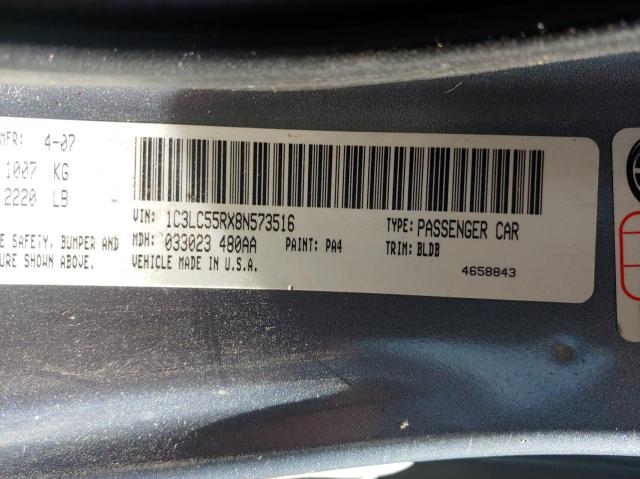 MFR: 4-07
1007 KG
2220 LB
VIN: 1C3LC55RX8N573516
TYPE: PASSENGER CAR
E SAFETY, BUMPER AND
MDH: 033023 480AA
PAINT: PA4
TRIM: BLDB
URE SHOWN ABOVE.
VEHICLE MADE IN U.S.A.
4658843